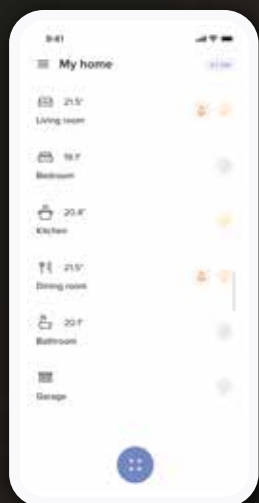 9:41
My home
21.5°
Living room
19.1°
Bedroom
20.8°
Kitchen
21.5°
Dining room
20.1°
Bathroom
Garage